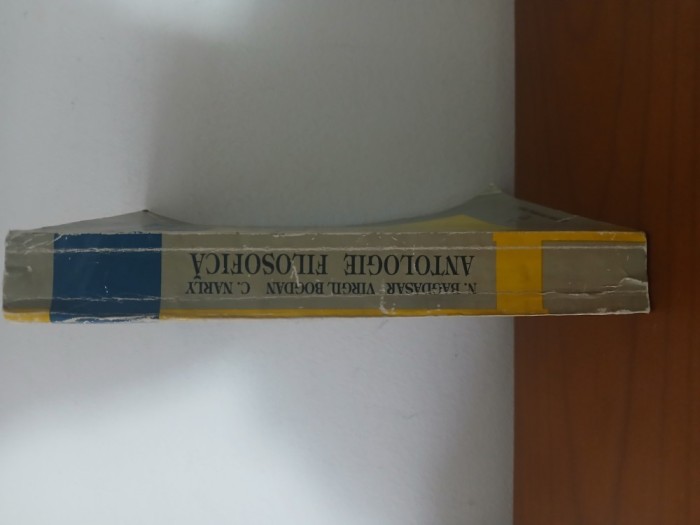 N. BAGDASAR VIRGIL BOGDAN C. NARLY
ANTOLOGIE FILOSOFICĂ